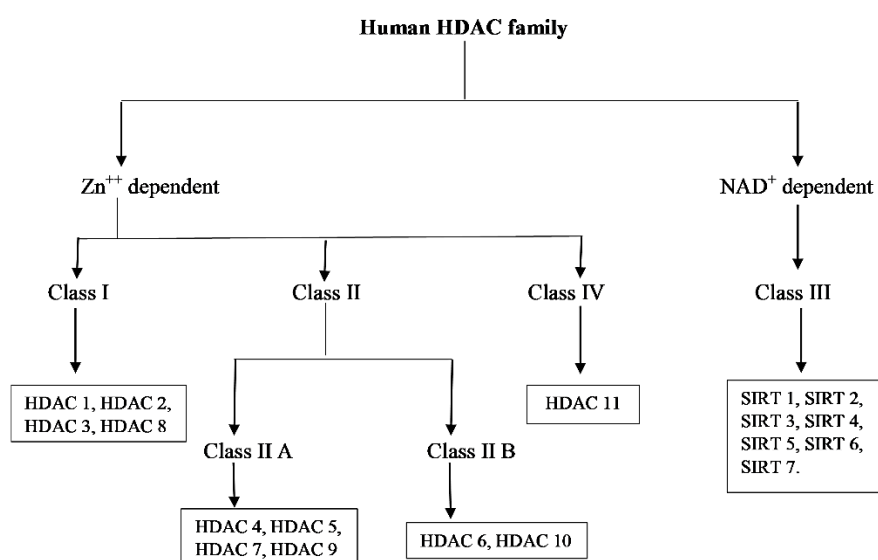 Human HDAC family
Zn⁺⁺ dependent
NAD⁺ dependent
Class I
Class II
Class IV
Class III
HDAC 1, HDAC 2,
HDAC 3, HDAC 8
HDAC 11
SIRT 1, SIRT 2,
SIRT 3, SIRT 4,
SIRT 5, SIRT 6,
SIRT 7.
Class II A
Class II B
HDAC 4, HDAC 5,
HDAC 7, HDAC 9
HDAC 6, HDAC 10